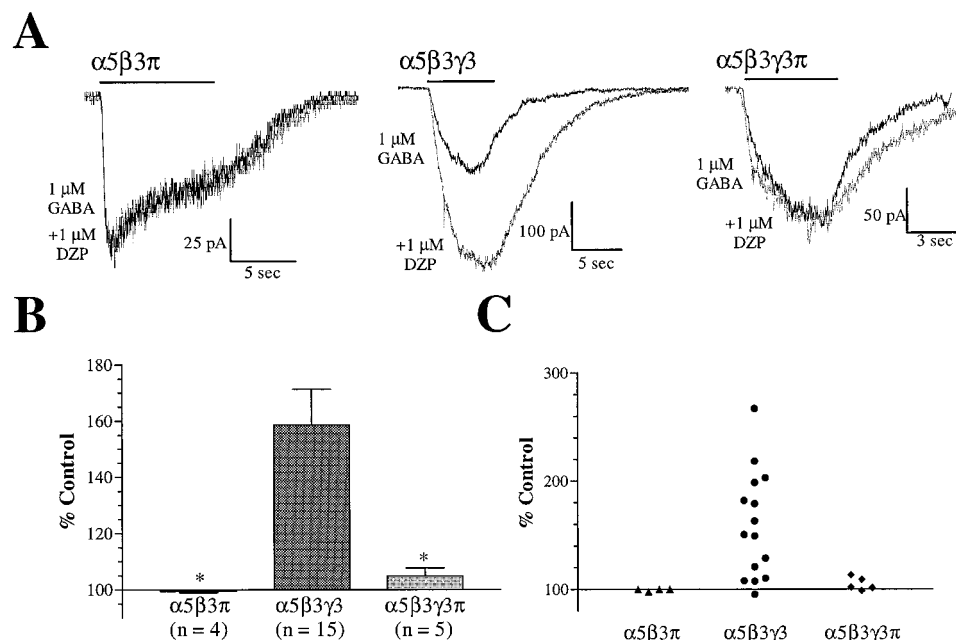 A
α5β3π
1 μM
GABA
+1 μM
DZP
25 pA
5 sec
α5β3γ3
1 μM
GABA
+1 μM
DZP
100 pA
5 sec
α5β3γ3π
1 μM
GABA
+1 μM
DZP
50 pA
3 sec
B
% Control
180
160
140
120
100
*
*
α5β3π
(n = 4)
α5β3γ3
(n = 15)
α5β3γ3π
(n = 5)
C
% Control
300
200
100
α5β3π
α5β3γ3
α5β3γ3π